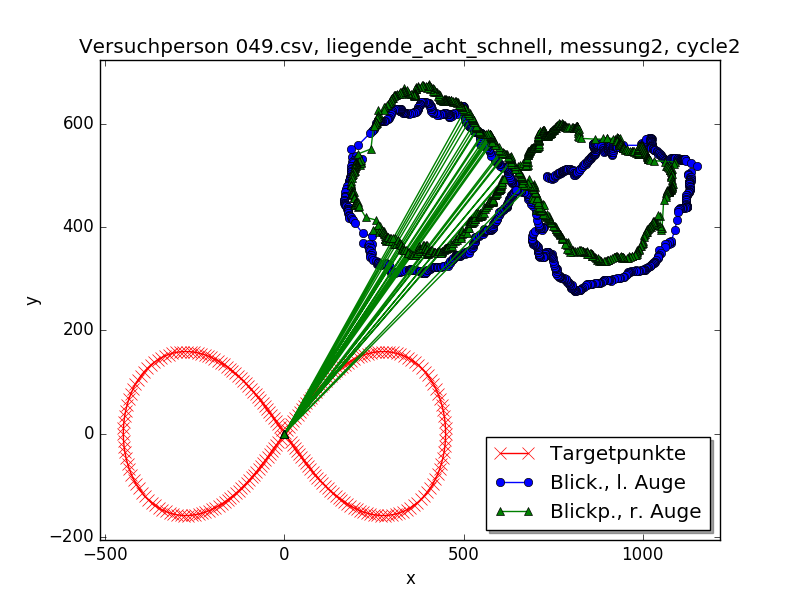 Versuchperson 049.csv, liegende_acht_schnell, messung2, cycle2
y
600
400
200
0
−200
−500
0
500
1000
x
Targetpunkte
Blick., l. Auge
Blickp., r. Auge